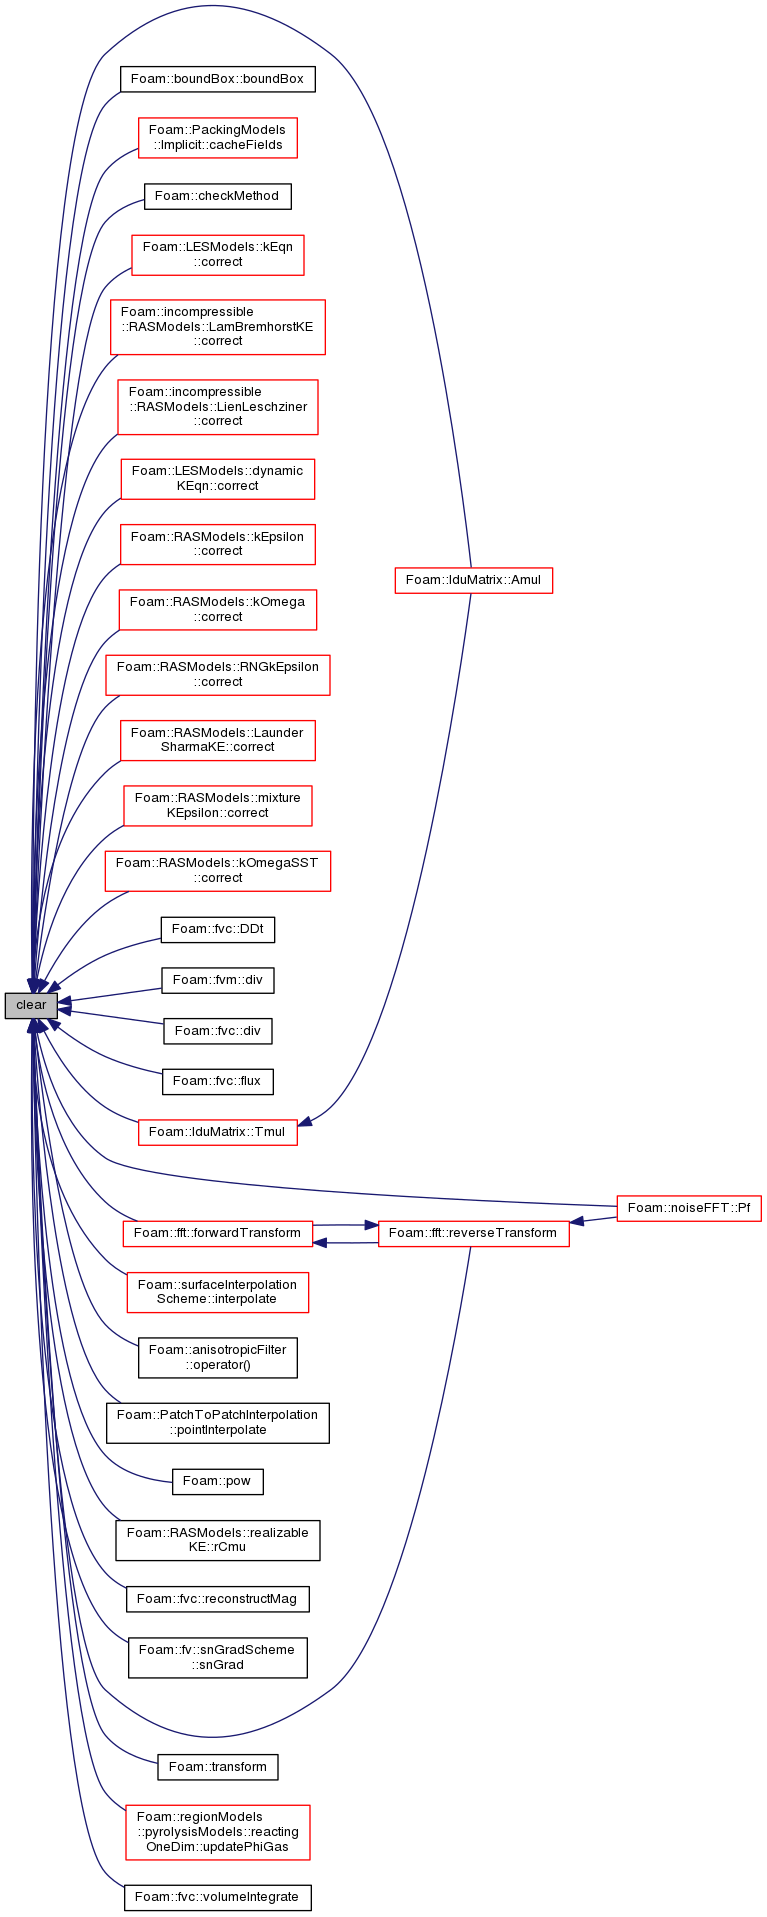 Foam::boundBox::boundBox
Foam::PackingModels
::Implicit::cacheFields
Foam::checkMethod
Foam::LESModels::kEqn
::correct
Foam::incompressible
::RASModels::LamBremhorstKE
::correct
Foam::incompressible
::RASModels::LienLeschziner
::correct
Foam::LESModels::dynamic
KEqn::correct
Foam::RASModels::kEpsilon
::correct
Foam::lduMatrix::Amul
Foam::RASModels::kOmega
::correct
Foam::RASModels::RNGkEpsilon
::correct
Foam::RASModels::Launder
SharmaKE::correct
Foam::RASModels::mixture
KEpsilon::correct
Foam::RASModels::kOmegaSST
::correct
Foam::fvc::DDt
Foam::fvm::div
clear
Foam::fvc::div
Foam::fvc::flux
Foam::lduMatrix::Tmul
Foam::noiseFFT::Pf
Foam::fft::forwardTransform
Foam::fft::reverseTransform
Foam::surfaceInterpolation
Scheme::interpolate
Foam::anisotropicFilter
::operator()
Foam::PatchToPatchInterpolation
::pointInterpolate
Foam::pow
Foam::RASModels::realizable
KE::rCmu
Foam::fvc::reconstructMag
Foam::fv::snGradScheme
::snGrad
Foam::transform
Foam::regionModels
::pyrolysisModels::reacting
OneDim::updatePhiGas
Foam::fvc::volumeIntegrate